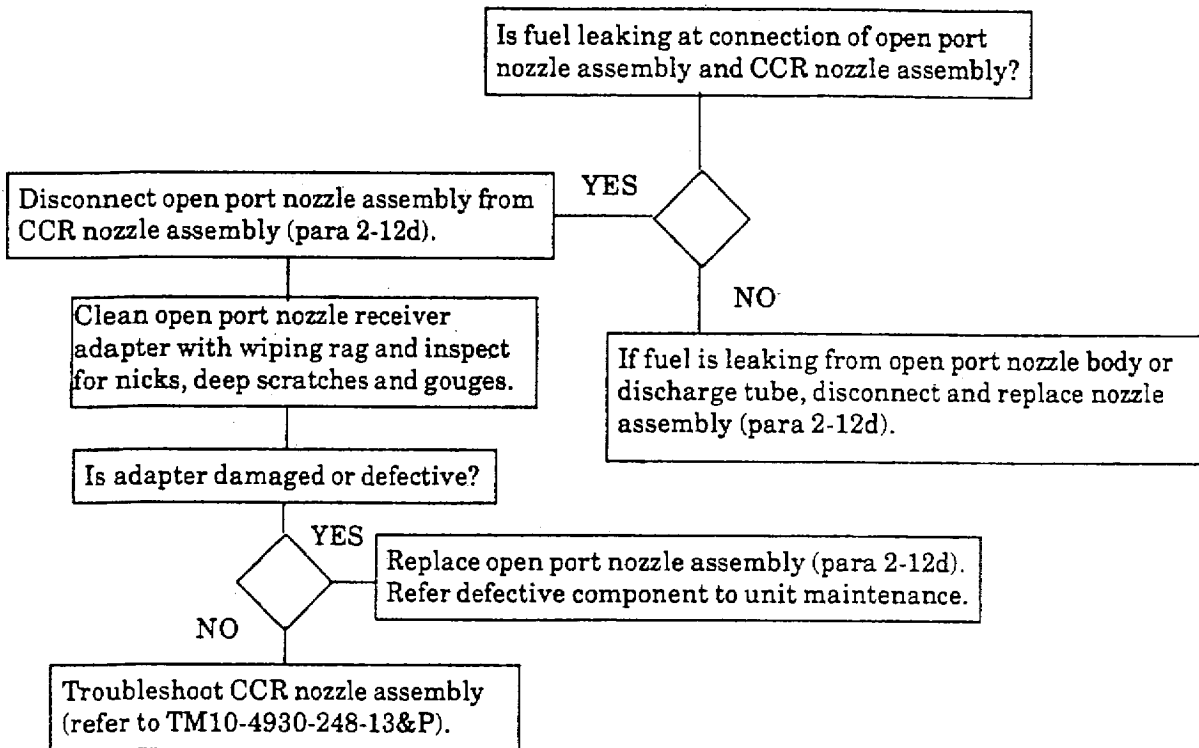 Is fuel leaking at connection of open port
nozzle assembly and CCR nozzle assembly?
YES
Disconnect open port nozzle assembly from
CCR nozzle assembly (para 2-12d).
NO
Clean open port nozzle receiver
adapter with wiping rag and inspect
for nicks, deep scratches and gouges.
If fuel is leaking from open port nozzle body or
discharge tube, disconnect and replace nozzle
assembly (para 2-12d).
Is adapter damaged or defective?
YES
Replace open port nozzle assembly (para 2-12d).
Refer defective component to unit maintenance.
NO
Troubleshoot CCR nozzle assembly
(refer to TM10-4930-248-13&P).